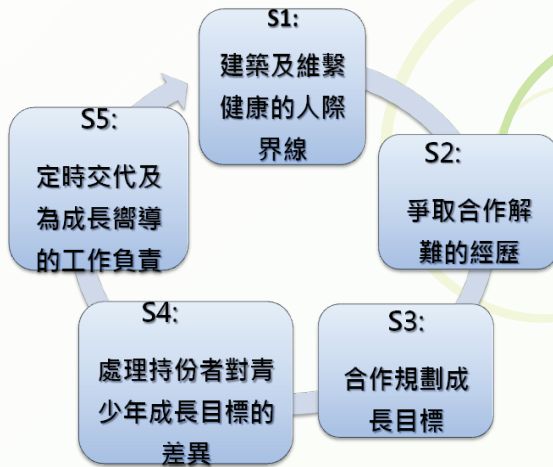 S1:
建築及維繫
健康的人際
界線
S2:
爭取合作解
難的經歷
S3:
合作規劃成
長目標
S4:
處理持份者對青
少年成長目標的
差異
S5:
定時交代及
為成長嚮導
的工作負責